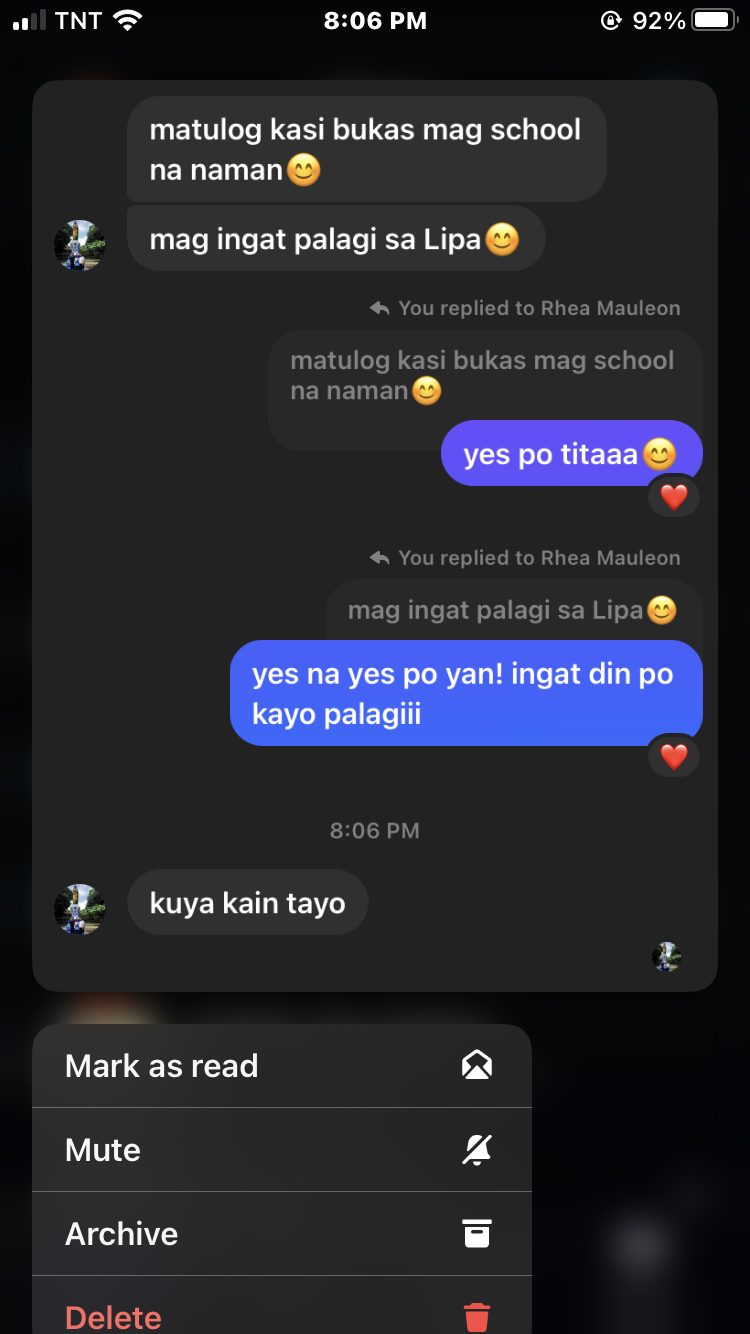 TNT 8:06 PM 92%
matulog kasi bukas mag school
na naman😊
mag ingat palagi sa Lipa😊
You replied to Rhea Mauleon
matulog kasi bukas mag school
na naman😊
yes po titaaa😊
❤️
You replied to Rhea Mauleon
mag ingat palagi sa Lipa😊
yes na yes po yan! ingat din po
kayo palagiii
❤️
8:06 PM
kuya kain tayo
Mark as read
Mute
Archive
Delete